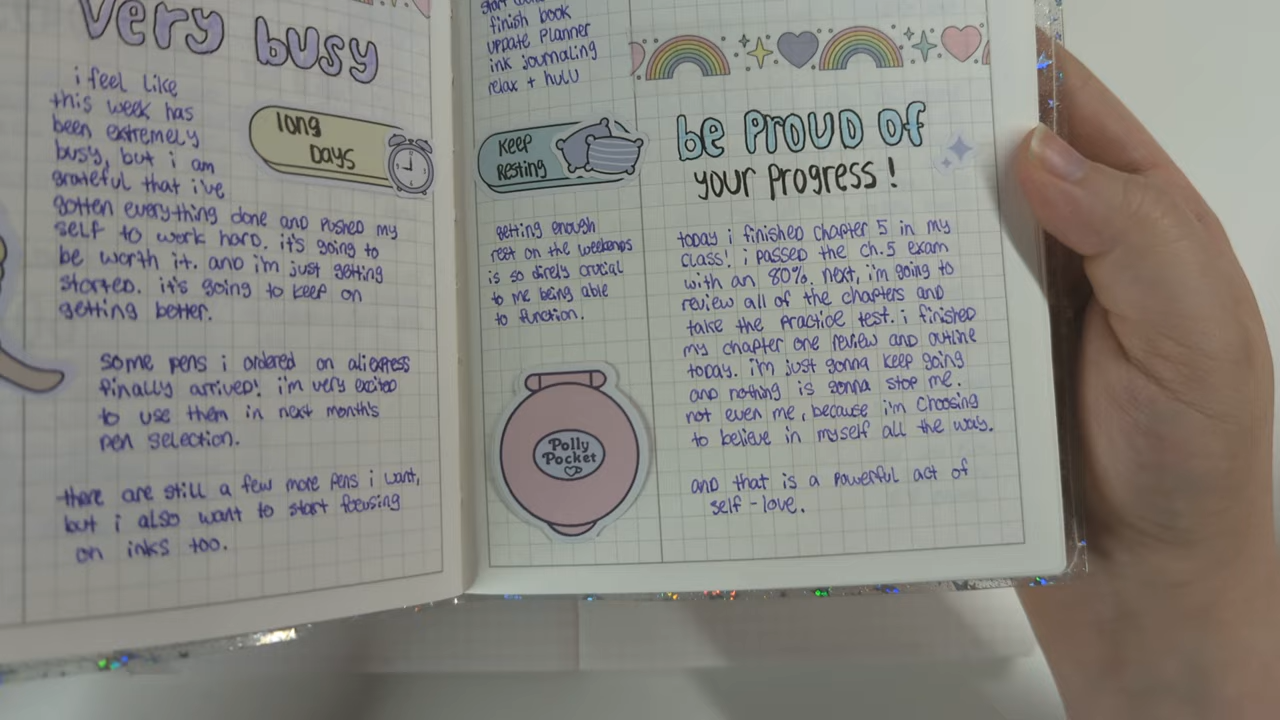 very busy
i feel like
this week has
been extremely
busy, but i am
grateful that i've
gotten everything done and pushed my
self to work hard. it's going to
be worth it. and i'm just getting
started. it's going to keep on
getting better.
long
days
some pens i ordered on aliexpress
finally arrived! i'm very excited
to use them in next month's
pen selection.
there are still a few more pens i want,
but i also want to start focusing
on inks too.
finish book
update planner
ink journaling
relax + hulu
keep
resting
getting enough
rest on the weekends
is so direly crucial
to me being able
to function.
Polly
Pocket
be PROUD of
your progress!
today i finished chapter 5 in my
class! i passed the ch.5 exam
with an 80%. next, i'm going to
review all of the chapters and
take the practice test. i finished
my chapter one review and outline
today. i'm just gonna keep going
and nothing is gonna stop me.
not even me, because i'm choosing
to believe in myself all the way.
and that is a powerful act of
self-love.